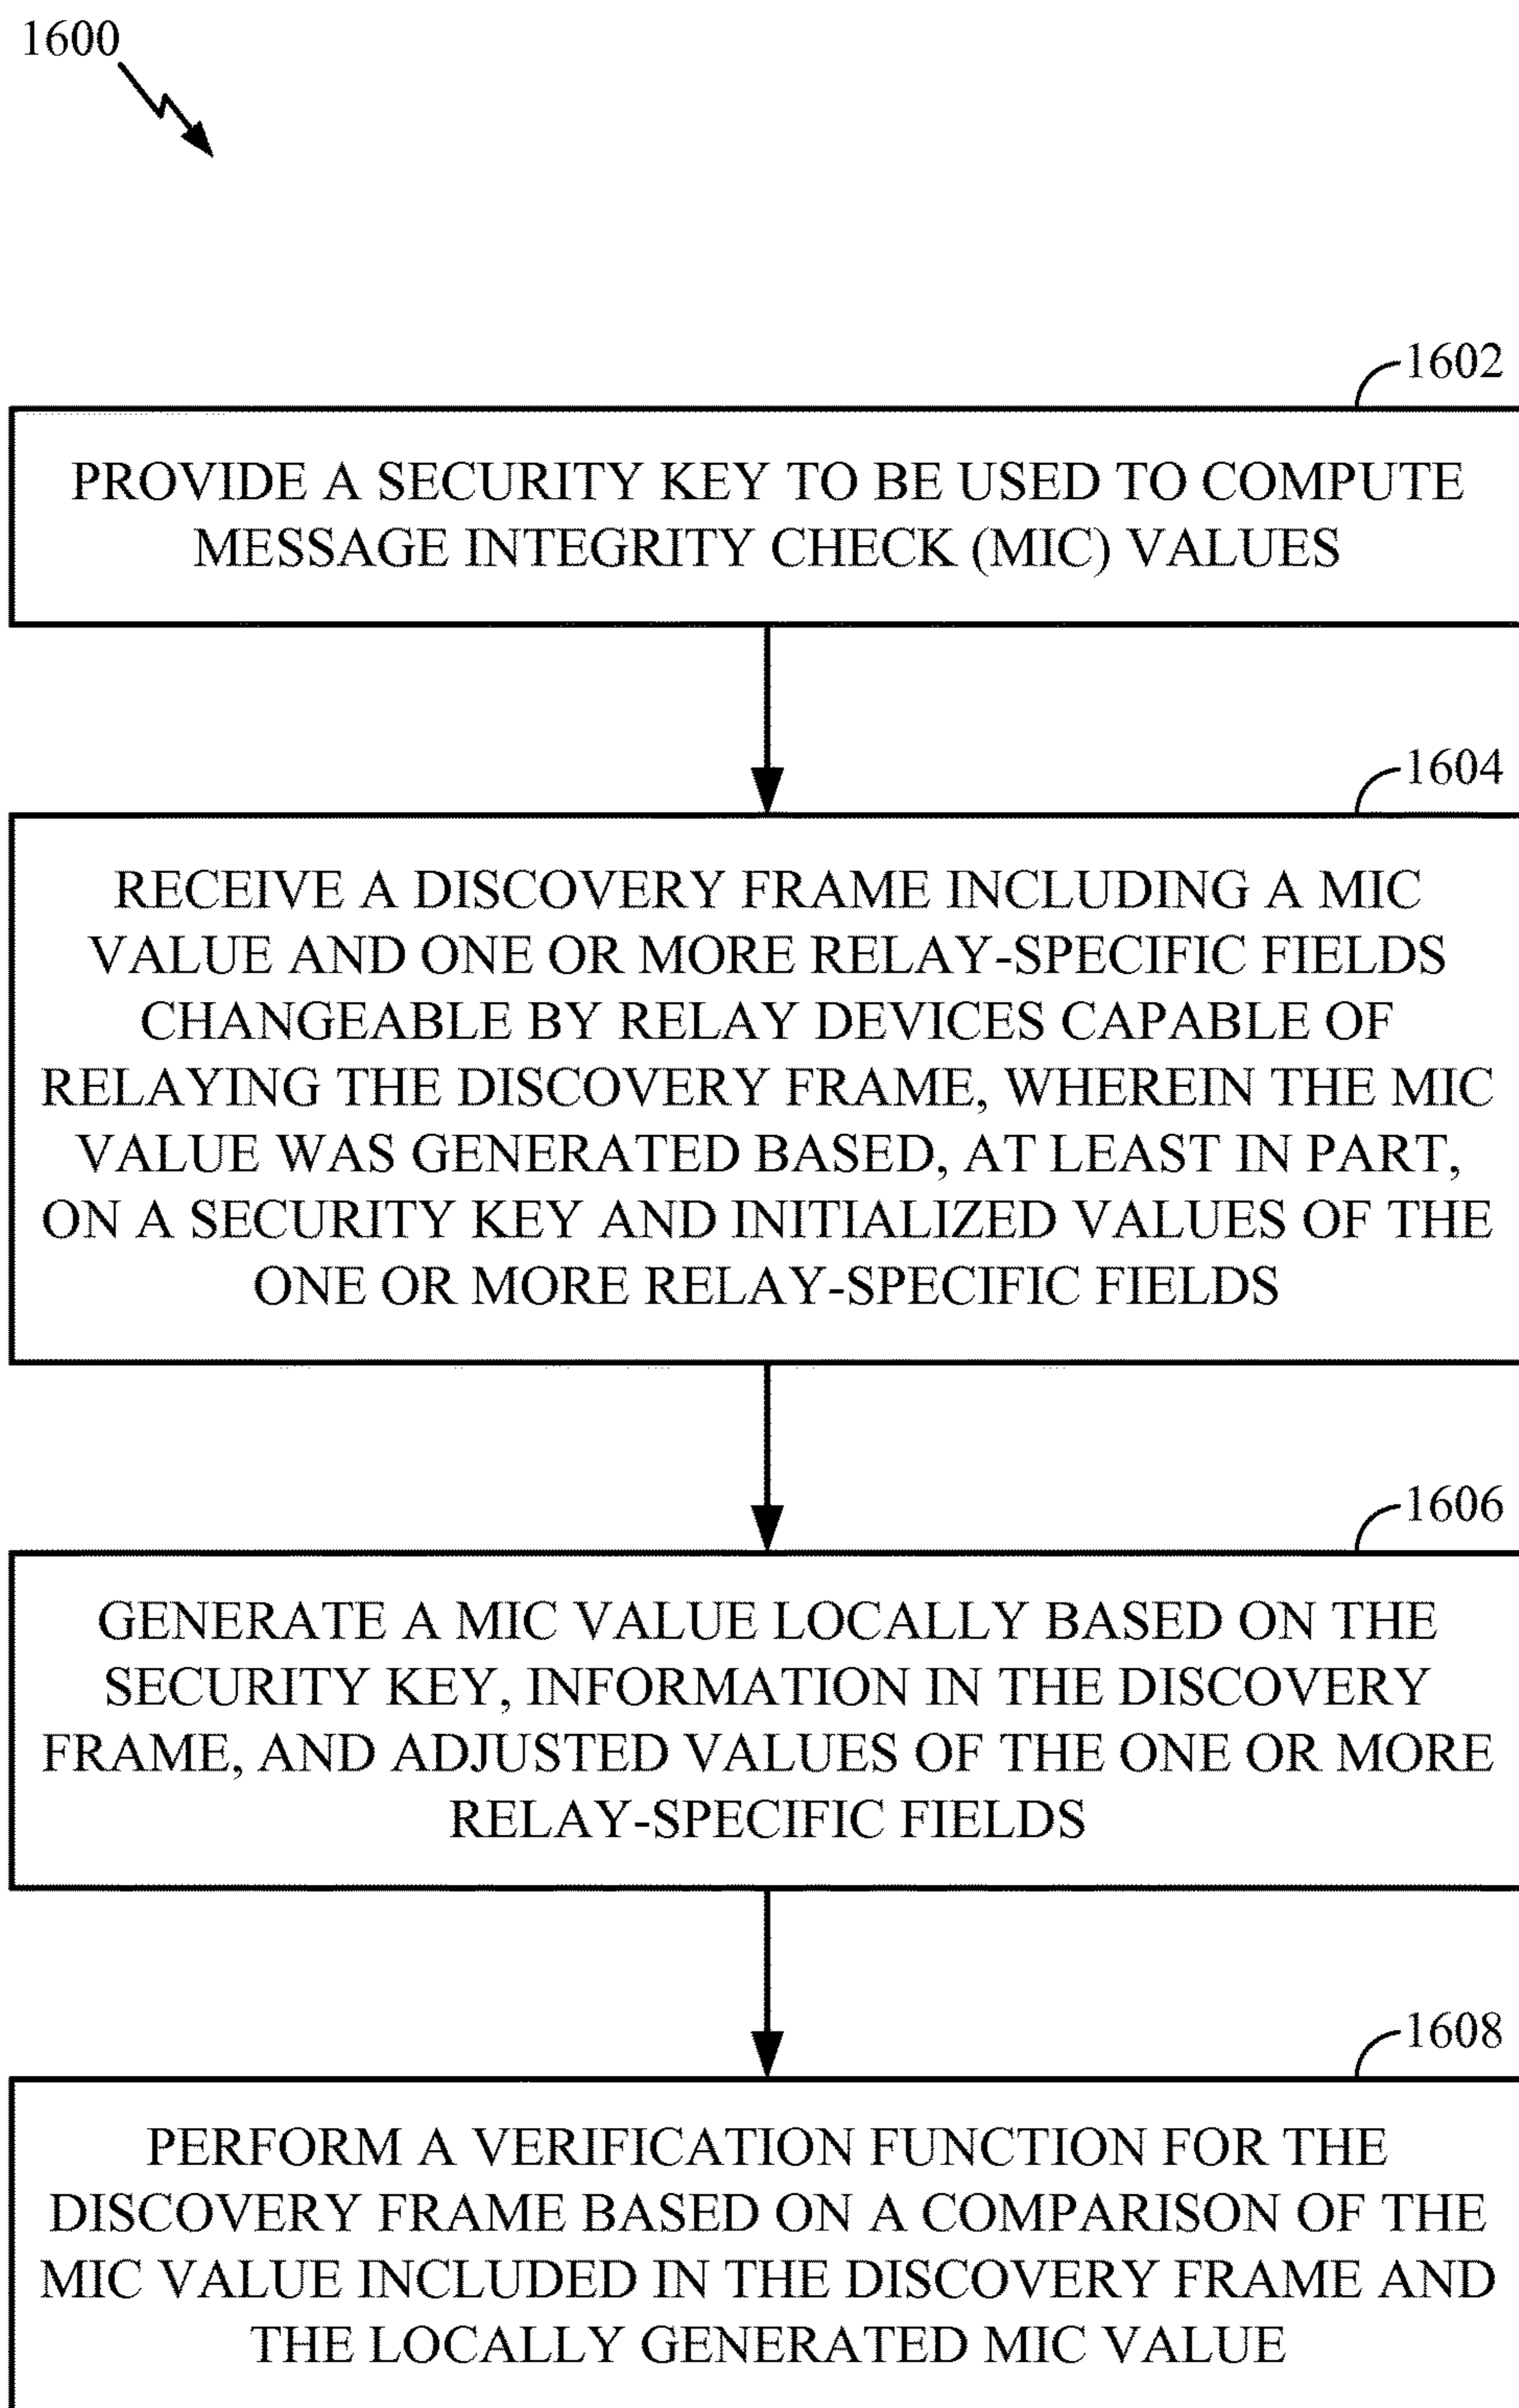 1600
1602
PROVIDE A SECURITY KEY TO BE USED TO COMPUTE
MESSAGE INTEGRITY CHECK (MIC) VALUES
1604
RECEIVE A DISCOVERY FRAME INCLUDING A MIC
VALUE AND ONE OR MORE RELAY-SPECIFIC FIELDS
CHANGEABLE BY RELAY DEVICES CAPABLE OF
RELAYING THE DISCOVERY FRAME, WHEREIN THE MIC
VALUE WAS GENERATED BASED, AT LEAST IN PART,
ON A SECURITY KEY AND INITIALIZED VALUES OF THE
ONE OR MORE RELAY-SPECIFIC FIELDS
1606
GENERATE A MIC VALUE LOCALLY BASED ON THE
SECURITY KEY, INFORMATION IN THE DISCOVERY
FRAME, AND ADJUSTED VALUES OF THE ONE OR MORE
RELAY-SPECIFIC FIELDS
1608
PERFORM A VERIFICATION FUNCTION FOR THE
DISCOVERY FRAME BASED ON A COMPARISON OF THE
MIC VALUE INCLUDED IN THE DISCOVERY FRAME AND
THE LOCALLY GENERATED MIC VALUE